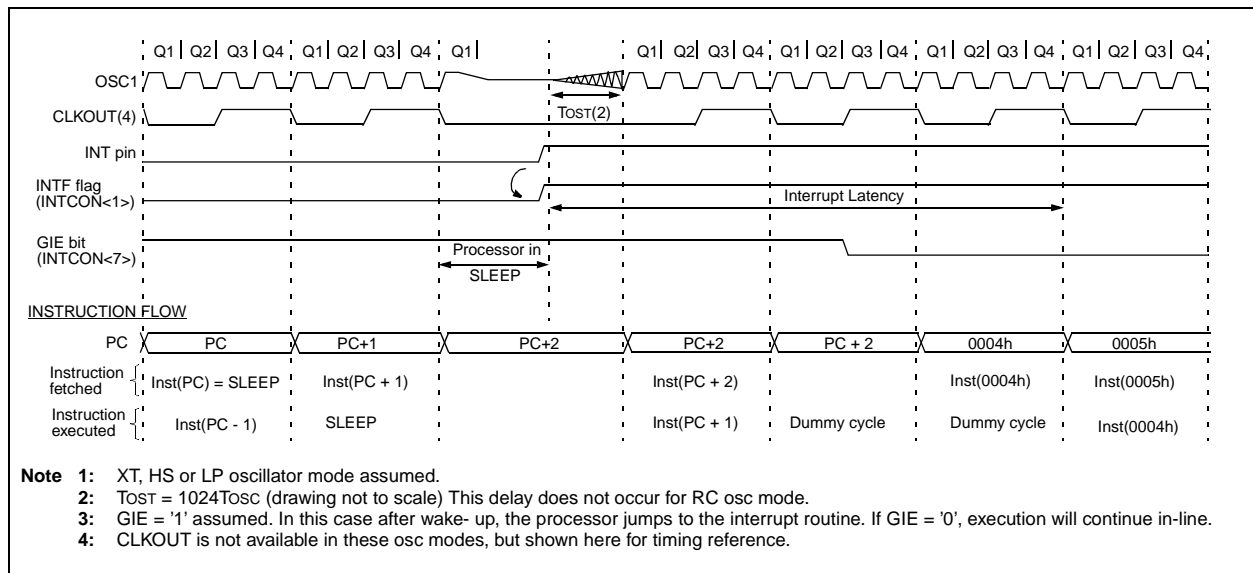 Q1 | Q2 | Q3 | Q4 | Q1 | Q2 | Q3 | Q4 | Q1 | Q1 | Q2 | Q3 | Q4 | Q1 | Q2 | Q3 | Q4 | Q1 | Q2 | Q3 | Q4 | Q1 | Q2 | Q3 | Q4
OSC1
TOST(2)
CLKOUT(4)
INT pin
INTF flag
(INTCON<1>)
Interrupt Latency
GIE bit
(INTCON<7>)
Processor in
SLEEP
INSTRUCTION FLOW
PC PC PC+1 PC+2 PC+2 PC + 2 0004h 0005h
Instruction
fetched
Inst(PC) = SLEEP Inst(PC + 1) Inst(PC + 2) Inst(0004h) Inst(0005h)
Instruction
executed
Inst(PC - 1) SLEEP Inst(PC + 1) Dummy cycle Dummy cycle Inst(0004h)
Note 1: XT, HS or LP oscillator mode assumed.
2: TOST = 1024TOSC (drawing not to scale) This delay does not occur for RC osc mode.
3: GIE = '1' assumed. In this case after wake- up, the processor jumps to the interrupt routine. If GIE = '0', execution will continue in-line.
4: CLKOUT is not available in these osc modes, but shown here for timing reference.